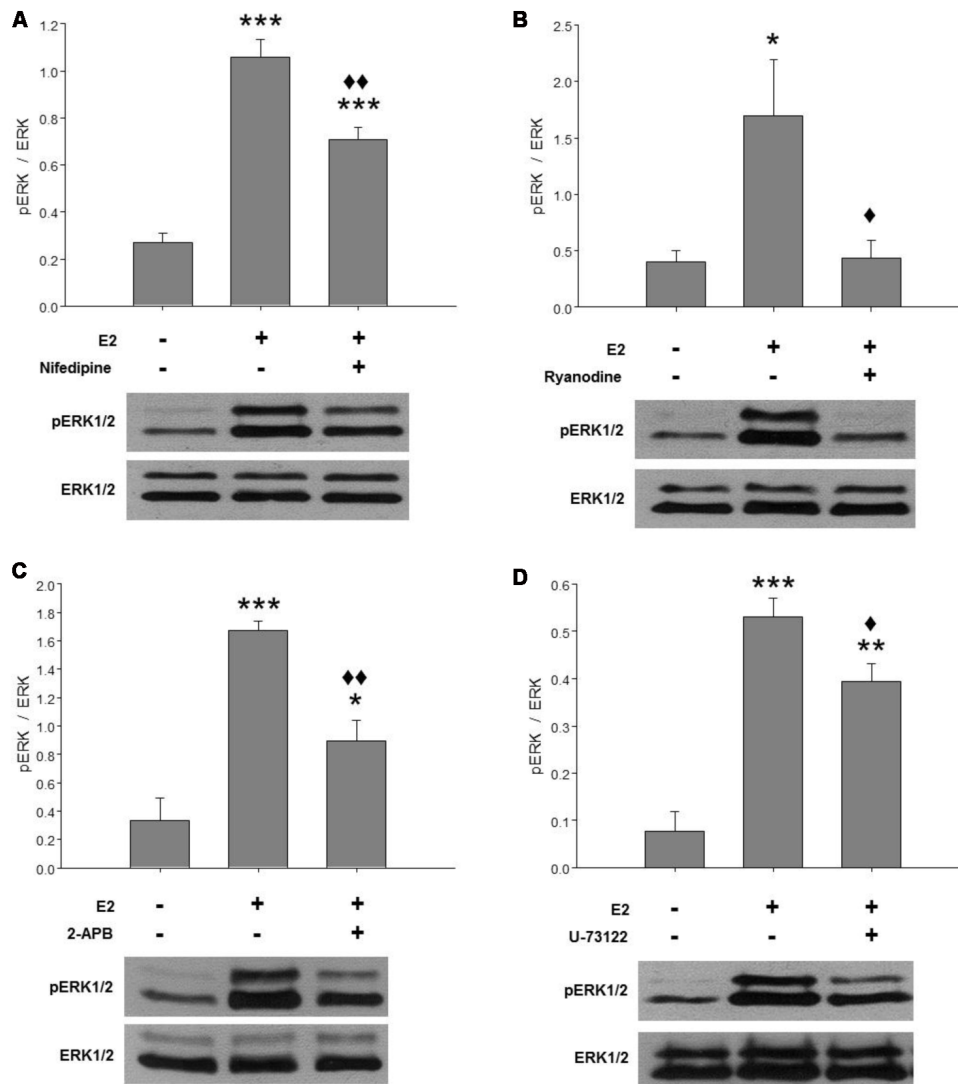 A
pERK / ERK
1.2
1.0
0.8
0.6
0.4
0.2
0.0
***
♦♦
***
E2 - + +
Nifedipine - - +
pERK1/2
ERK1/2
B
pERK / ERK
2.5
2.0
1.5
1.0
0.5
0.0
*
♦
E2 - + +
Ryanodine - - +
pERK1/2
ERK1/2
C
pERK / ERK
2.0
1.8
1.6
1.4
1.2
1.0
0.8
0.6
0.4
0.2
0.0
***
♦♦
*
E2 - + +
2-APB - - +
pERK1/2
ERK1/2
D
pERK / ERK
0.6
0.5
0.4
0.3
0.2
0.1
0.0
***
♦
**
E2 - + +
U-73122 - - +
pERK1/2
ERK1/2